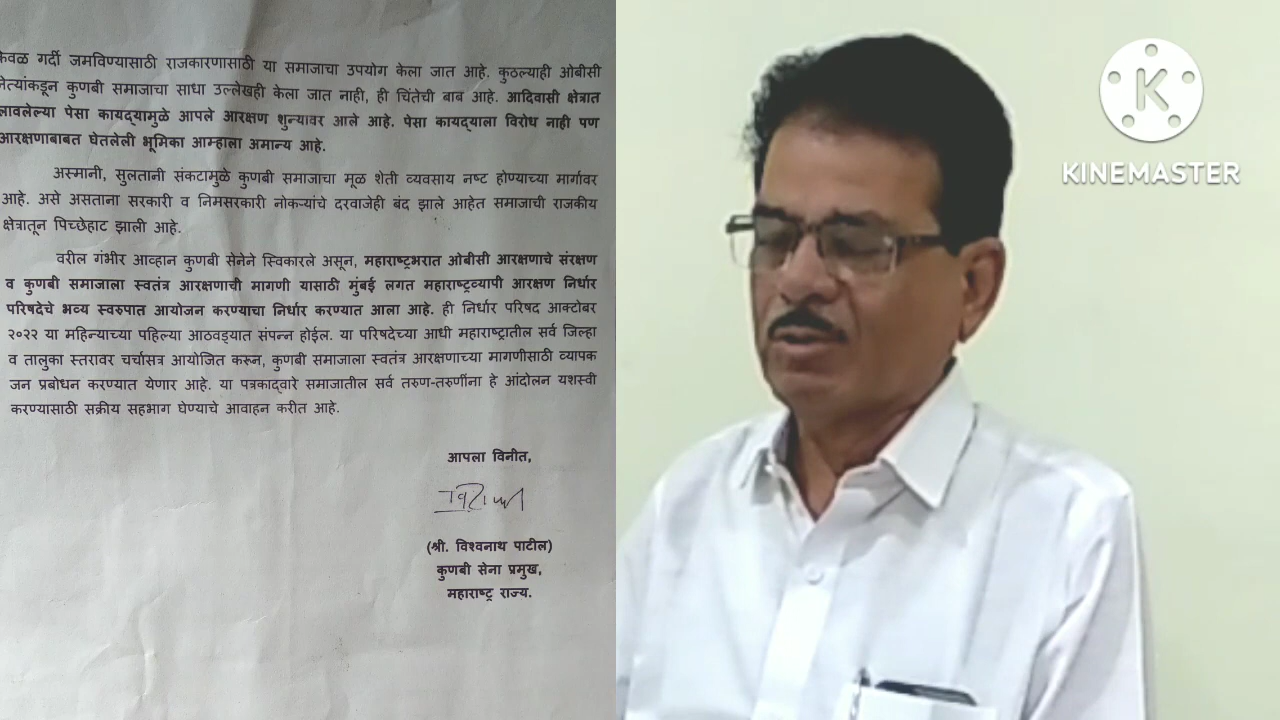 केवळ गर्दी जमविण्यासाठी राजकारणासाठी या समाजाचा उपयोग केला जात आहे. कुठल्याही ओबीसी
नेत्यांकडून कुणबी समाजाचा साधा उल्लेखही केला जात नाही, ही चिंतेची बाब आहे. आदिवासी क्षेत्रात
लावलेल्या पेसा कायद्यामुळे आपले आरक्षण शुन्यावर आले आहे. पेसा कायद्याला विरोध नाही पण
आरक्षणाबाबत घेतलेली भूमिका आम्हाला अमान्य आहे.
अस्मानी, सुलतानी संकटामुळे कुणबी समाजाचा मूळ शेती व्यवसाय नष्ट होण्याच्या मार्गावर
आहे. असे असताना सरकारी व निमसरकारी नोकऱ्यांचे दरवाजेही बंद झाले आहेत समाजाची राजकीय
क्षेत्रातून पिच्छेहाट झाली आहे.
वरील गंभीर आव्हान कुणबी सेनेने स्विकारले असून, महाराष्ट्रभरात ओबीसी आरक्षणाचे संरक्षण
व कुणबी समाजाला स्वतंत्र आरक्षणाची मागणी यासाठी मुंबई लगत महाराष्ट्रव्यापी आरक्षण निर्धार
परिषदेचे भव्य स्वरुपात आयोजन करण्याचा निर्धार करण्यात आला आहे. ही निर्धार परिषद आक्टोबर
२०२२ या महिन्याच्या पहिल्या आठवड्यात संपन्न होईल. या परिषदेच्या आधी महाराष्ट्रातील सर्व जिल्हा
व तालुका स्तरावर चर्चासत्र आयोजित करून, कुणबी समाजाला स्वतंत्र आरक्षणाच्या मागणीसाठी व्यापक
जन प्रबोधन करण्यात येणार आहे. या पत्रकाद्वारे समाजातील सर्व तरुण-तरुणींना हे आंदोलन यशस्वी
करण्यासाठी सक्रीय सहभाग घेण्याचे आवाहन करीत आहे.
आपला विनीत,
(श्री. विश्वनाथ पाटील)
कुणबी सेना प्रमुख,
महाराष्ट्र राज्य.
K
KINEMASTER